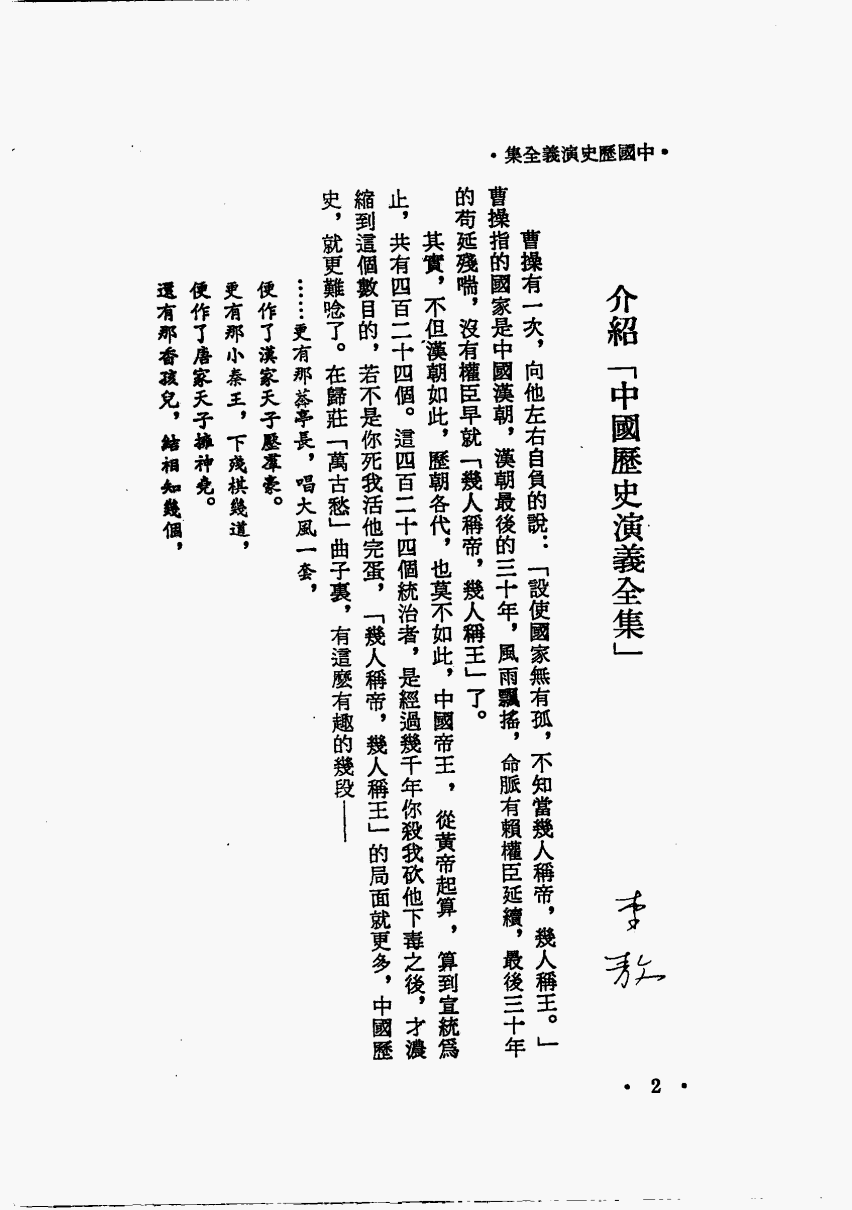 •中國歷史演義全集•
介紹「中國歷史演義全集」
李敖
曹操有一次，向他左右自負的說：「設使國家無有孤，不知當幾人稱帝，幾人稱王。」
曹操指的國家是中國漢朝，漢朝最後的三十年，風雨飄搖，命脈有賴權臣延續，最後三十年
的苟延殘喘，沒有權臣早就「幾人稱帝，幾人稱王」了。
其實，不但漢朝如此，歷朝各代，也莫不如此，中國帝王，從黃帝起算，算到宣統爲
止，共有四百二十四個。這四百二十四個統治者，是經過幾千年你殺我砍他下毒之後，才濃
縮到這個數目的，若不是你死我活他完蛋，「幾人稱帝，幾人稱王」的局面就更多，中國歷
史，就更難唸了。在歸莊「萬古愁」曲子裏，有這麼有趣的幾段——
……更有那莽亭長，唱大風一套，
便作了漢家天子壓羣豪。
更有那小秦王，下殘棋幾道，
便作了唐家天子擁神堯。
還有那香孩兒，結相知幾個，
• 2 •